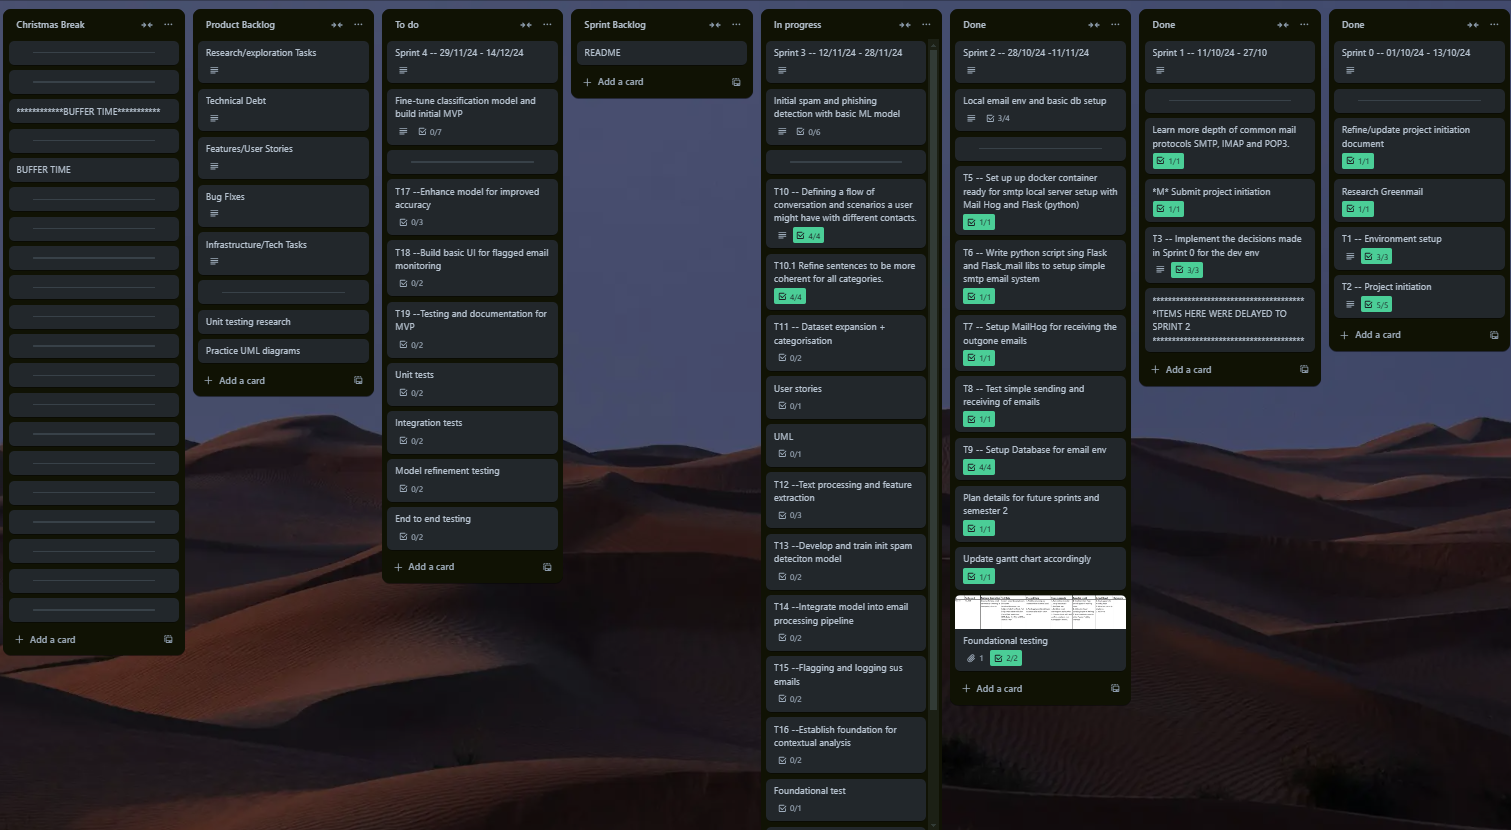 Christmas Break
***********BUFFER TIME***********
BUFFER TIME
Add a card
Product Backlog
Research/exploration Tasks
Technical Debt
Features/User Stories
Bug FIxes
Infrastructure/Tech Tasks
Unit testing research
Practice UML diagrams
Add a card
To do
Sprint 4 -- 29/11/24 - 14/12/24
Fine-tune classification model and
build initial MVP
0/7
T17 --Enhance model for improved
accuracy
0/3
T18 --Build basic UI for flagged email
monitoring
0/2
T19 --Testing and documentation for
MVP
0/2
Unit tests
0/2
Integration tests
0/2
Model refinement testing
0/2
End to end testing
0/2
Add a card
Sprint Backlog
README
Add a card
In progress
Sprint 3 -- 12/11/24 - 28/11/24
Initial spam and phishing
detection with basic ML model
0/6
T10 -- Defining a flow of
conversation and scenarios a user
might have with different contacts.
4/4
T10.1 Refine sentences to be more
coherent for all categories.
4/4
T11 -- Dataset expansion +
categorisation
0/2
User stories
0/1
UML
0/1
T12 --Text processing and feature
extraction
0/3
T13 --Develop and train init spam
deteciton model
0/2
T14 --Integrate model into email
processing pipeline
0/2
T15 --Flagging and logging sus
emails
0/2
T16 --Establish foundation for
contextual analysis
0/2
Foundational test
0/1
Done
Sprint 2 -- 28/10/24 -11/11/24
Local email env and basic db setup
3/4
T5 -- Set up up docker container
ready for smtp local server setup with
Mail Hog and Flask (python)
1/1
T6 -- Write python script sing Flask
and Flask_mail libs to setup simple
smtp email system
1/1
T7 -- Setup MailHog for receiving the
outgone emails
1/1
T8 -- Test simple sending and
receiving of emails
1/1
T9 -- Setup Database for email env
4/4
Plan details for future sprints and
semester 2
1/1
Update gantt chart accordingly
1/1
Foundational testing
1
2/2
Add a card
Done
Sprint 1 -- 11/10/24 - 27/10
Learn more depth of common mail
protocols SMTP, IMAP and POP3.
1/1
*M* Submit project initiation
1/1
T3 -- Implement the decisions made
in Sprint 0 for the dev env
3/3
**************************************
*ITEMS HERE WERE DELAYED TO
SPRINT 2
**************************************
Add a card
Done
Sprint 0 -- 01/10/24 - 13/10/24
Refine/update project initiation
document
1/1
Research Greenmail
1/1
T1 -- Environment setup
3/3
T2 -- Project initiation
5/5
Add a card